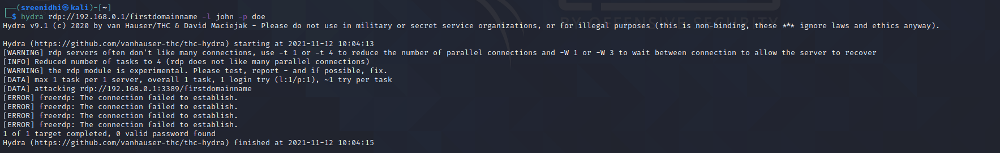 ┌──(sreenidhi㉿kali)-[~]
└─$ hydra rdp://192.168.0.1/firstdomainname -l john -p doe
Hydra v9.1 (c) 2020 by van Hauser/THC & David Maciejak - Please do not use in military or secret service organizations, or for illegal purposes (this is non-binding, these *** ignore laws and ethics anyway).

Hydra (https://github.com/vanhauser-thc/thc-hydra) starting at 2021-11-12 10:04:13
[WARNING] rdp servers often don't like many connections, use -t 1 or -t 4 to reduce the number of parallel connections and -W 1 or -W 3 to wait between connection to allow the server to recover
[INFO] Reduced number of tasks to 4 (rdp does not like many parallel connections)
[WARNING] the rdp module is experimental. Please test, report - and if possible, fix.
[DATA] max 1 task per 1 server, overall 1 task, 1 login try (l:1/p:1), ~1 try per task
[DATA] attacking rdp://192.168.0.1:3389/firstdomainname
[ERROR] freerdp: The connection failed to establish.
[ERROR] freerdp: The connection failed to establish.
[ERROR] freerdp: The connection failed to establish.
[ERROR] freerdp: The connection failed to establish.
1 of 1 target completed, 0 valid password found
Hydra (https://github.com/vanhauser-thc/thc-hydra) finished at 2021-11-12 10:04:15
BY OFFENSIVE SECURITY